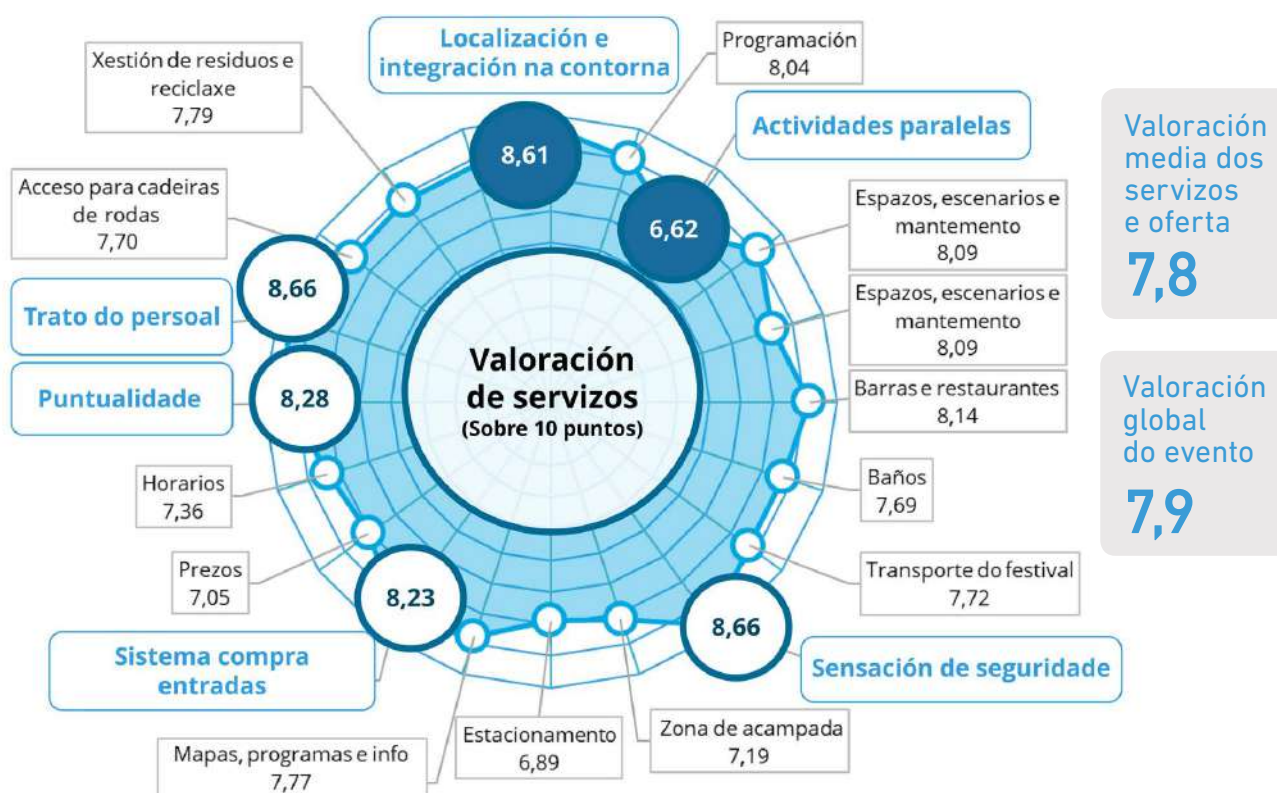 Localización e
integración na contorna
8,61
Programación
8,04
Actividades paralelas
6,62
Espazos, escenarios e
mantemento
8,09
Espazos, escenarios e
mantemento
8,09
Barras e restaurantes
8,14
Baños
7,69
Transporte do festival
7,72
8,66
Sensación de seguridade
Zona de acampada
7,19
Estacionamento
6,89
Mapas, programas e info
7,77
8,23
Sistema compra
entradas
Prezos
7,05
Horarios
7,36
Puntualidade
8,28
Trato do persoal
8,66
Acceso para cadeiras
de rodas
7,70
Xestión de residuos e
reciclaxe
7,79
Valoración
de servizos
(Sobre 10 puntos)
Valoración
media dos
servizos
e oferta
7,8
Valoración
global
do evento
7,9